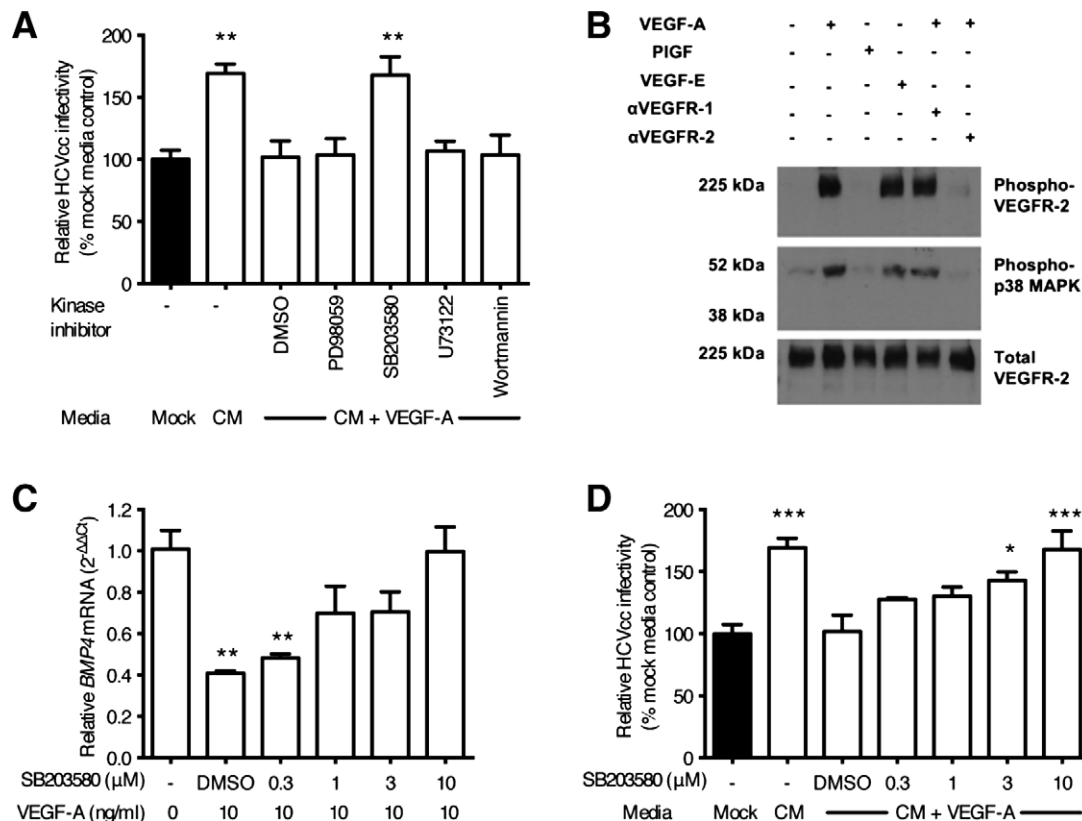 A
Relative HCVcc infectivity
(% mock media control)
200
150
100
50
0
**
**
Kinase
inhibitor
-
-
DMSO
PD98059
SB203580
U73122
Wortmannin
Media
Mock
CM
CM + VEGF-A
B
VEGF-A - + - - + +
PlGF - - + - - -
VEGF-E - - - + - -
αVEGFR-1 - - - - + -
αVEGFR-2 - - - - - +
225 kDa
Phospho-
VEGFR-2
52 kDa
Phospho-
p38 MAPK
38 kDa
225 kDa
Total
VEGFR-2
C
Relative BMP4 mRNA (2-ΔΔCt)
1.2
1.0
0.8
0.6
0.4
0.2
0.0
**
**
SB203580 (µM) - DMSO 0.3 1 3 10
VEGF-A (ng/ml) 0 10 10 10 10 10
D
Relative HCVcc infectivity
(% mock media control)
200
150
100
50
0
***
*
***
SB203580 (µM) - - DMSO 0.3 1 3 10
Media Mock CM CM + VEGF-A